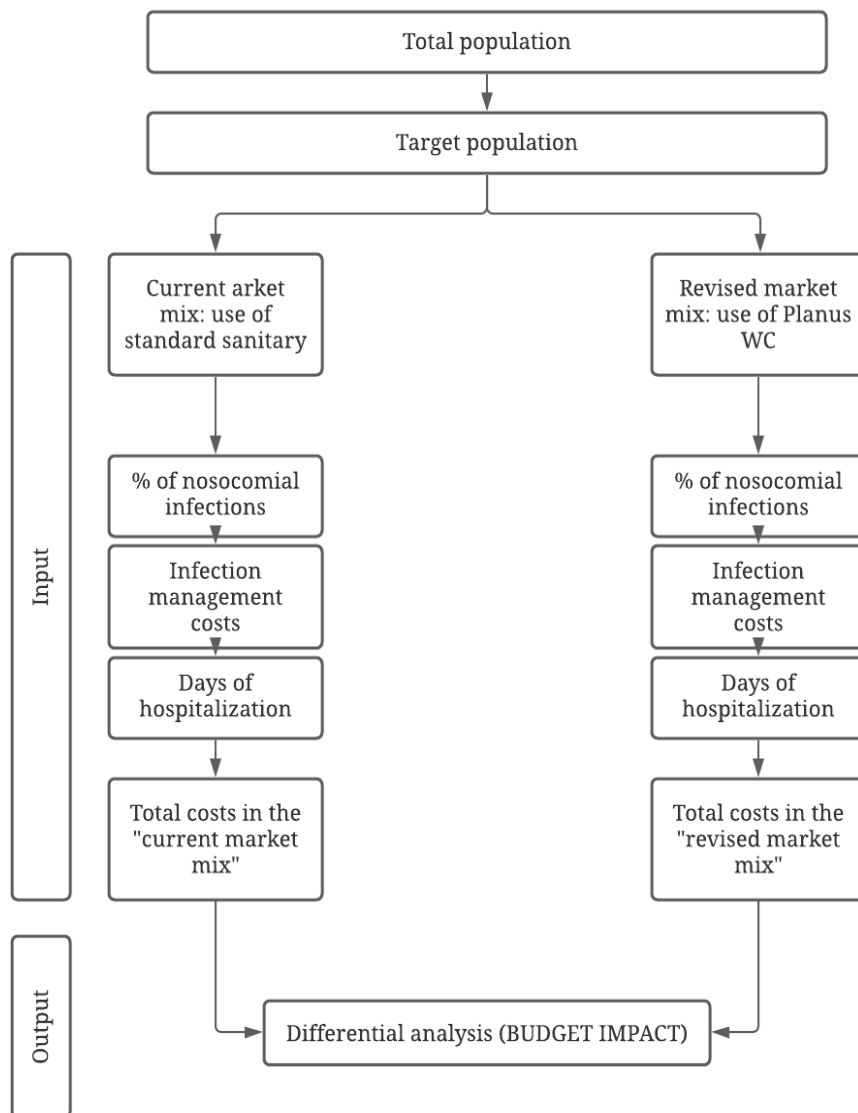 Total population
Target population
Current arket
mix: use of
standard sanitary
Revised market
mix: use of Planus
WC
% of nosocomial
infections
% of nosocomial
infections
Input
Infection
management
costs
Infection
management
costs
Days of
hospitalization
Days of
hospitalization
Total costs in the
"current market
mix"
Total costs in the
"revised market
mix"
Output
Differential analysis (BUDGET IMPACT)